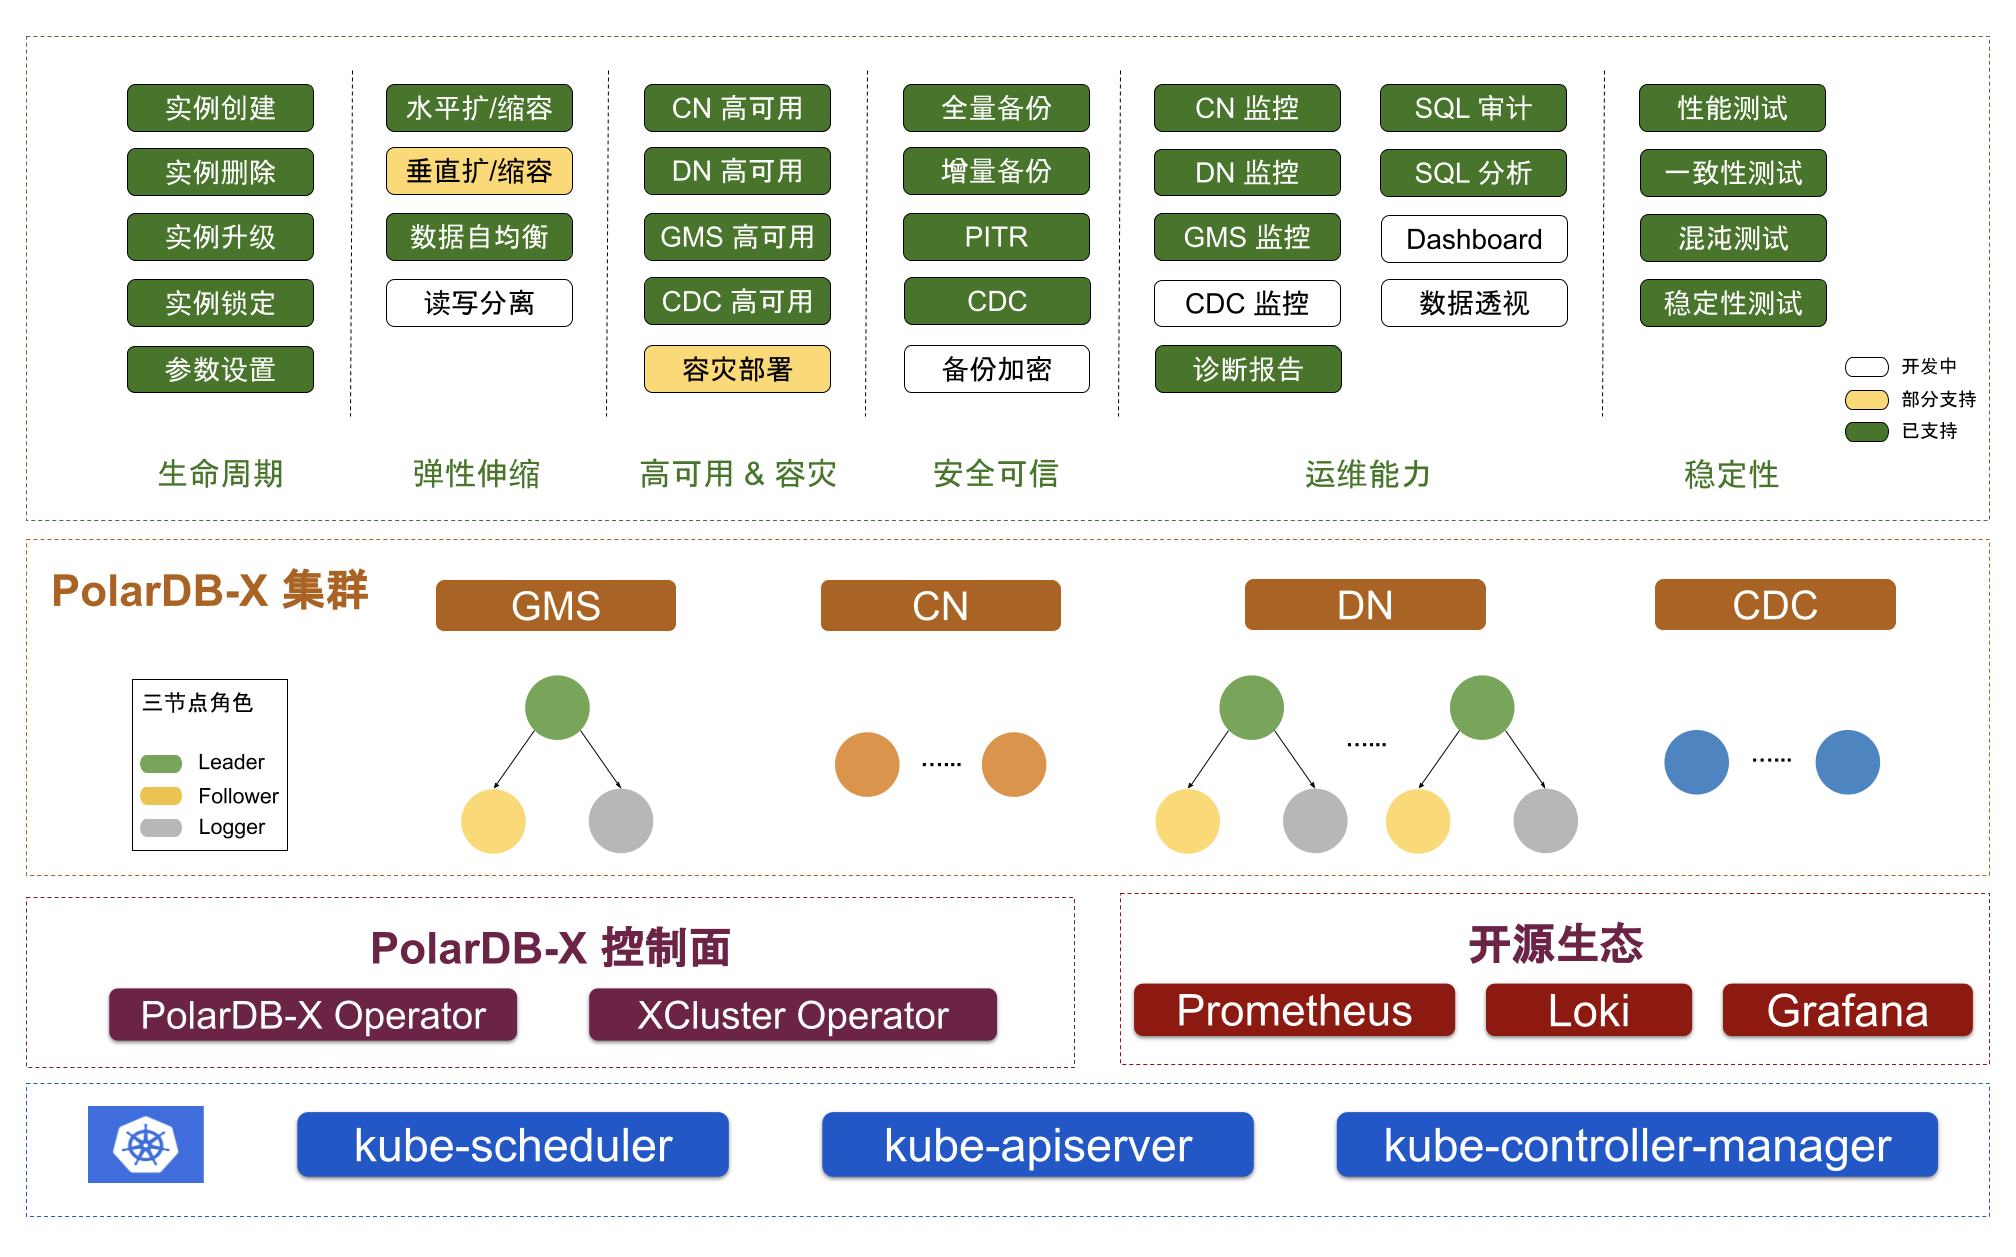 实例创建
实例删除
实例升级
实例锁定
参数设置
生命周期
水平扩/缩容
垂直扩/缩容
数据自均衡
读写分离
弹性伸缩
CN 高可用
DN 高可用
GMS 高可用
CDC 高可用
容灾部署
高可用 & 容灾
全量备份
增量备份
PITR
CDC
备份加密
安全可信
CN 监控
DN 监控
GMS 监控
CDC 监控
诊断报告
SQL 审计
SQL 分析
Dashboard
数据透视
运维能力
性能测试
一致性测试
混沌测试
稳定性测试
稳定性
开发中
部分支持
已支持
PolarDB-X 集群
GMS
CN
DN
CDC
三节点角色
Leader
Follower
Logger
······
······
······
PolarDB-X 控制面
PolarDB-X Operator
XCluster Operator
开源生态
Prometheus
Loki
Grafana
kube-scheduler
kube-apiserver
kube-controller-manager